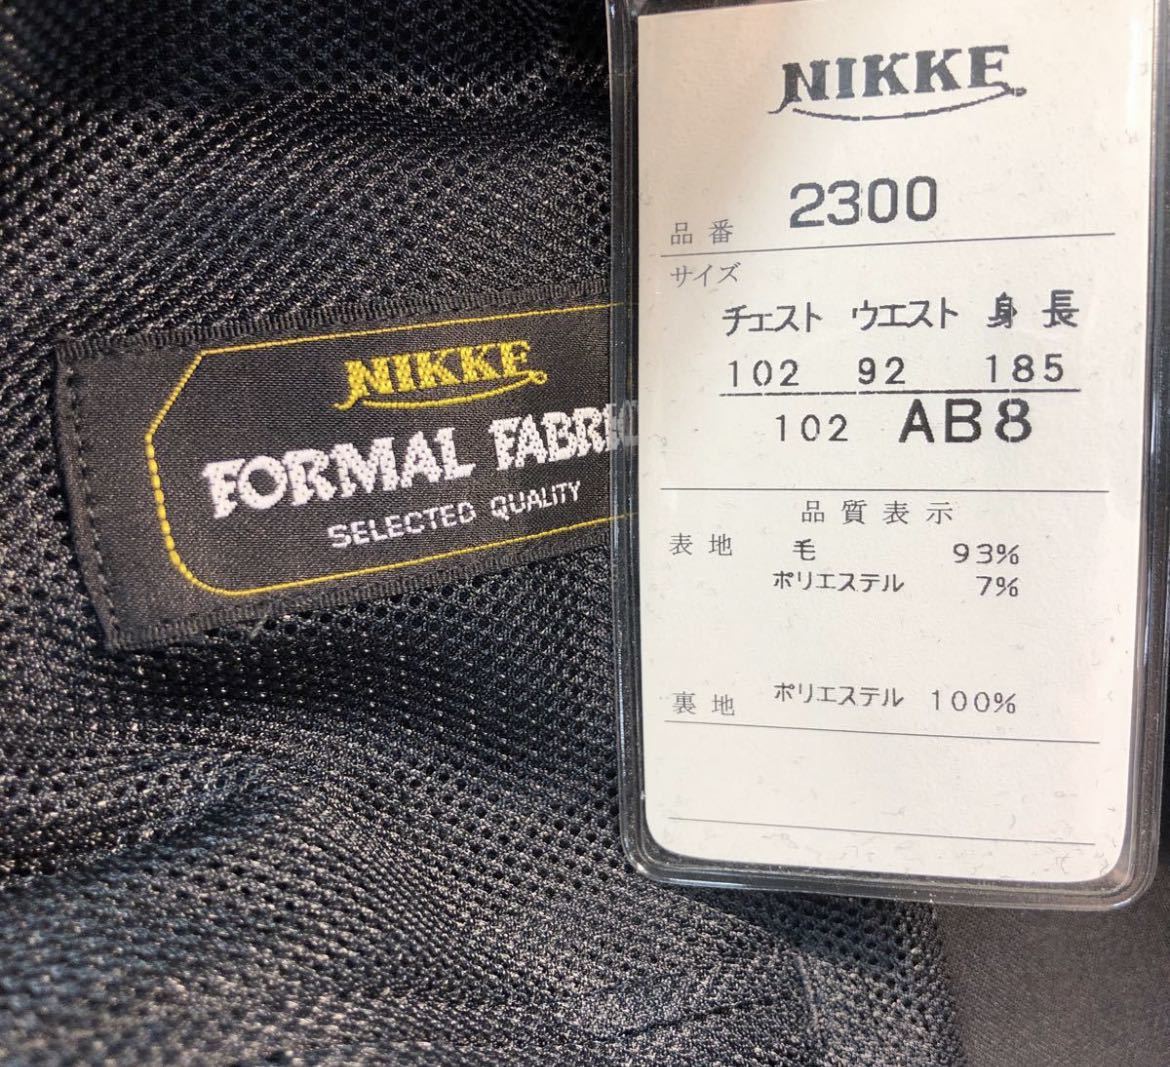 NIKKE
FORMAL FABRIC
SELECTED QUALITY
NIKKE
品番 2300
サイズ
チェスト ウエスト 身長
102 92 185
102 AB8
品質表示
表地 毛 93%
ポリエステル 7%
裏地 ポリエステル 100%